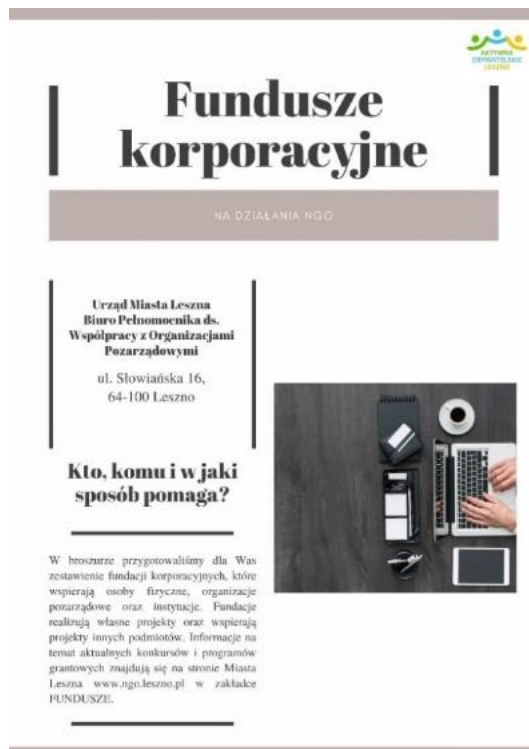 AKTYWNE
OBYWATELSKIE
LESZNO
Fundusze
korporacyjne
NA DZIAŁANIA NGO
Urząd Miasta Leszna
Biuro Pełnomocnika ds.
Współpracy z Organizacjami
Pozarządowymi
ul. Słowiańska 16,
64-100 Leszno
Kto, komu i w jaki
sposób pomaga?
W broszurze przygotowaliśmy dla Was
zestawienie fundacji korporacyjnych, które
wspierają osoby fizyczne, organizacje
pozarządowe oraz instytucje. Fundacje
realizują własne projekty oraz wspierają
projekty innych podmiotów. Informacje na
temat aktualnych konkursów i programów
grantowych znajdują się na stronie Miasta
Leszna www.ngo.leszno.pl w zakładce
FUNDUSZE.